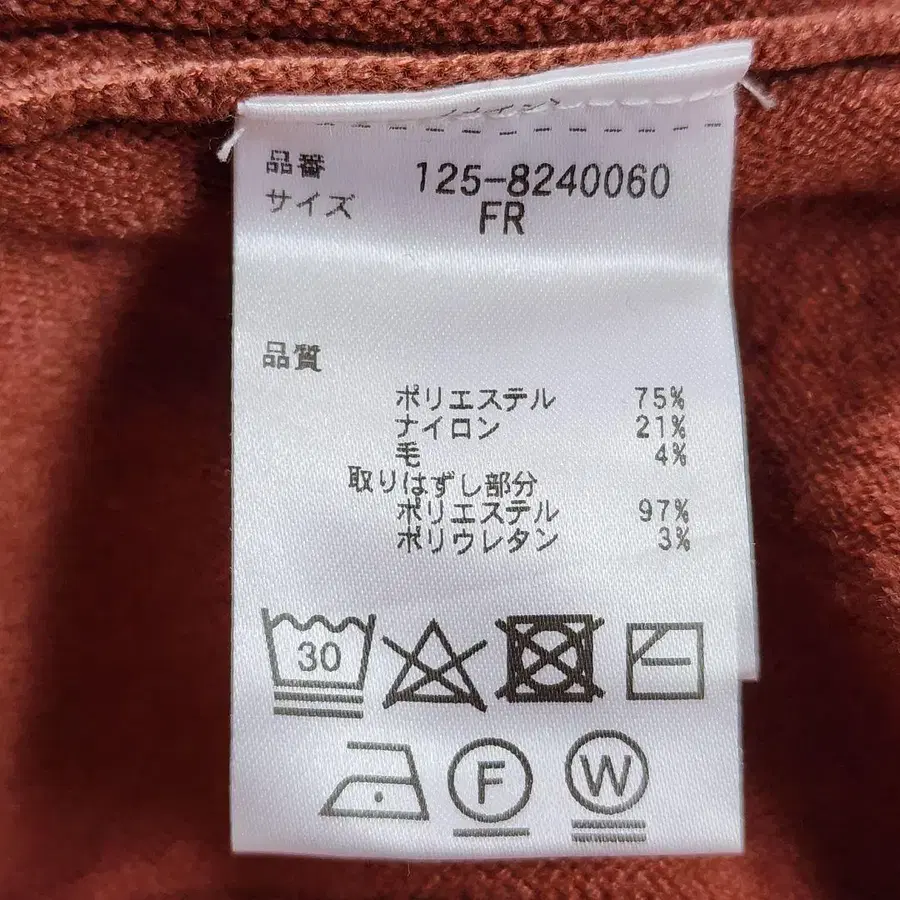 品番 125-8240060
サイズ FR
品質
ポリエステル 75%
ナイロン 21%
毛 4%
取りはずし部分
ポリエステル 97%
ポリウレタン 3%
30
F
W